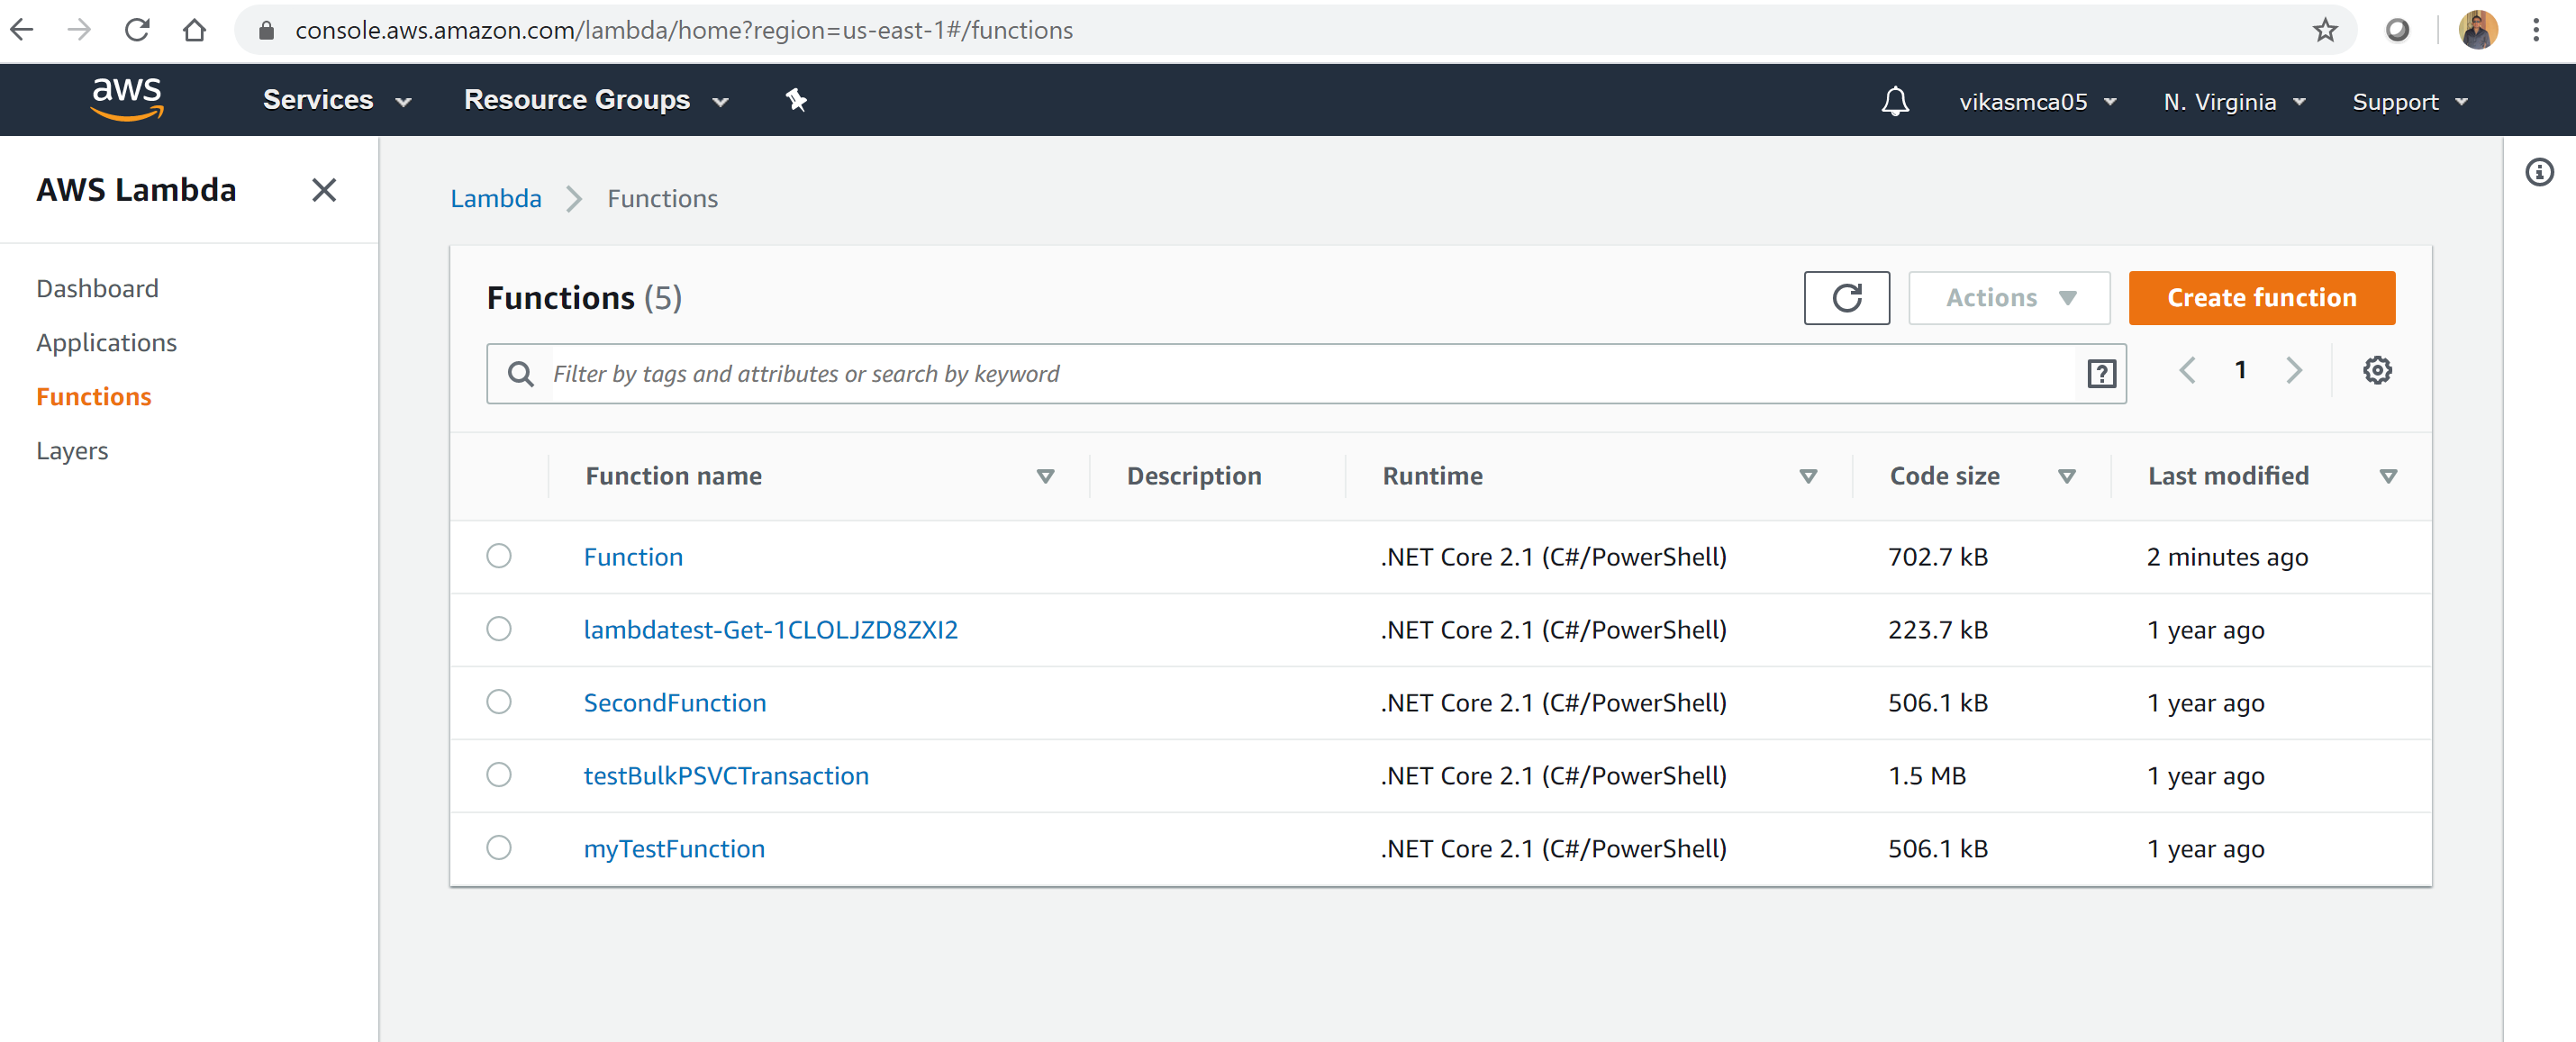 console.aws.amazon.com/lambda/home?region=us-east-1#/functions
aws Services Resource Groups vikasmca05 N. Virginia Support
AWS Lambda
Dashboard
Applications
Functions
Layers
Lambda > Functions
Functions (5) Actions Create function
Filter by tags and attributes or search by keyword ? 1
Function name Description Runtime Code size Last modified
Function .NET Core 2.1 (C#/PowerShell) 702.7 kB 2 minutes ago
lambdatest-Get-1CLOLJZD8ZXI2 .NET Core 2.1 (C#/PowerShell) 223.7 kB 1 year ago
SecondFunction .NET Core 2.1 (C#/PowerShell) 506.1 kB 1 year ago
testBulkPSVCTransaction .NET Core 2.1 (C#/PowerShell) 1.5 MB 1 year ago
myTestFunction .NET Core 2.1 (C#/PowerShell) 506.1 kB 1 year ago